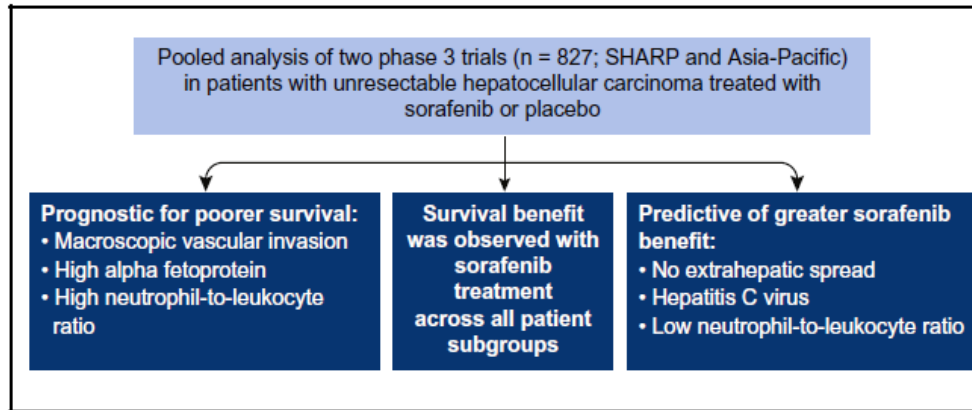 Pooled analysis of two phase 3 trials (n = 827; SHARP and Asia-Pacific)
in patients with unresectable hepatocellular carcinoma treated with
sorafenib or placebo
Prognostic for poorer survival:
• Macroscopic vascular invasion
• High alpha fetoprotein
• High neutrophil-to-leukocyte
ratio
Survival benefit
was observed with
sorafenib
treatment
across all patient
subgroups
Predictive of greater sorafenib
benefit:
• No extrahepatic spread
• Hepatitis C virus
• Low neutrophil-to-leukocyte ratio